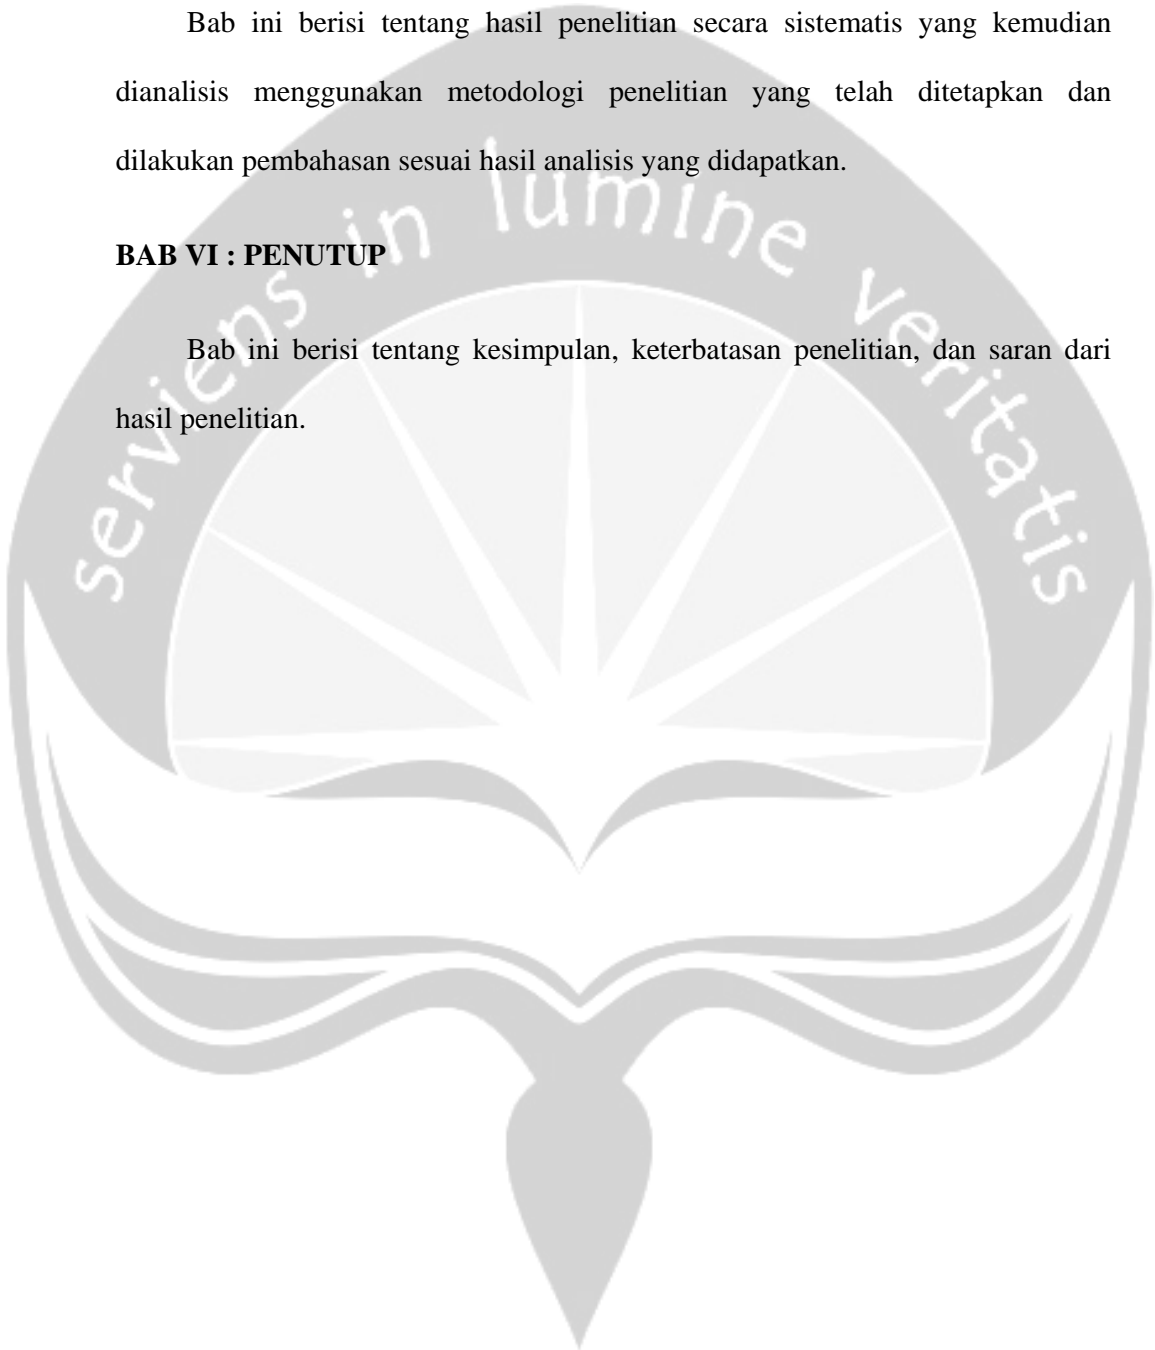 Bab ini berisi tentang hasil penelitian secara sistematis yang kemudian
dianalisis menggunakan metodologi penelitian yang telah ditetapkan dan
dilakukan pembahasan sesuai hasil analisis yang didapatkan.
serviens in lumine veritatis
BAB VI : PENUTUP
Bab ini berisi tentang kesimpulan, keterbatasan penelitian, dan saran dari
hasil penelitian.